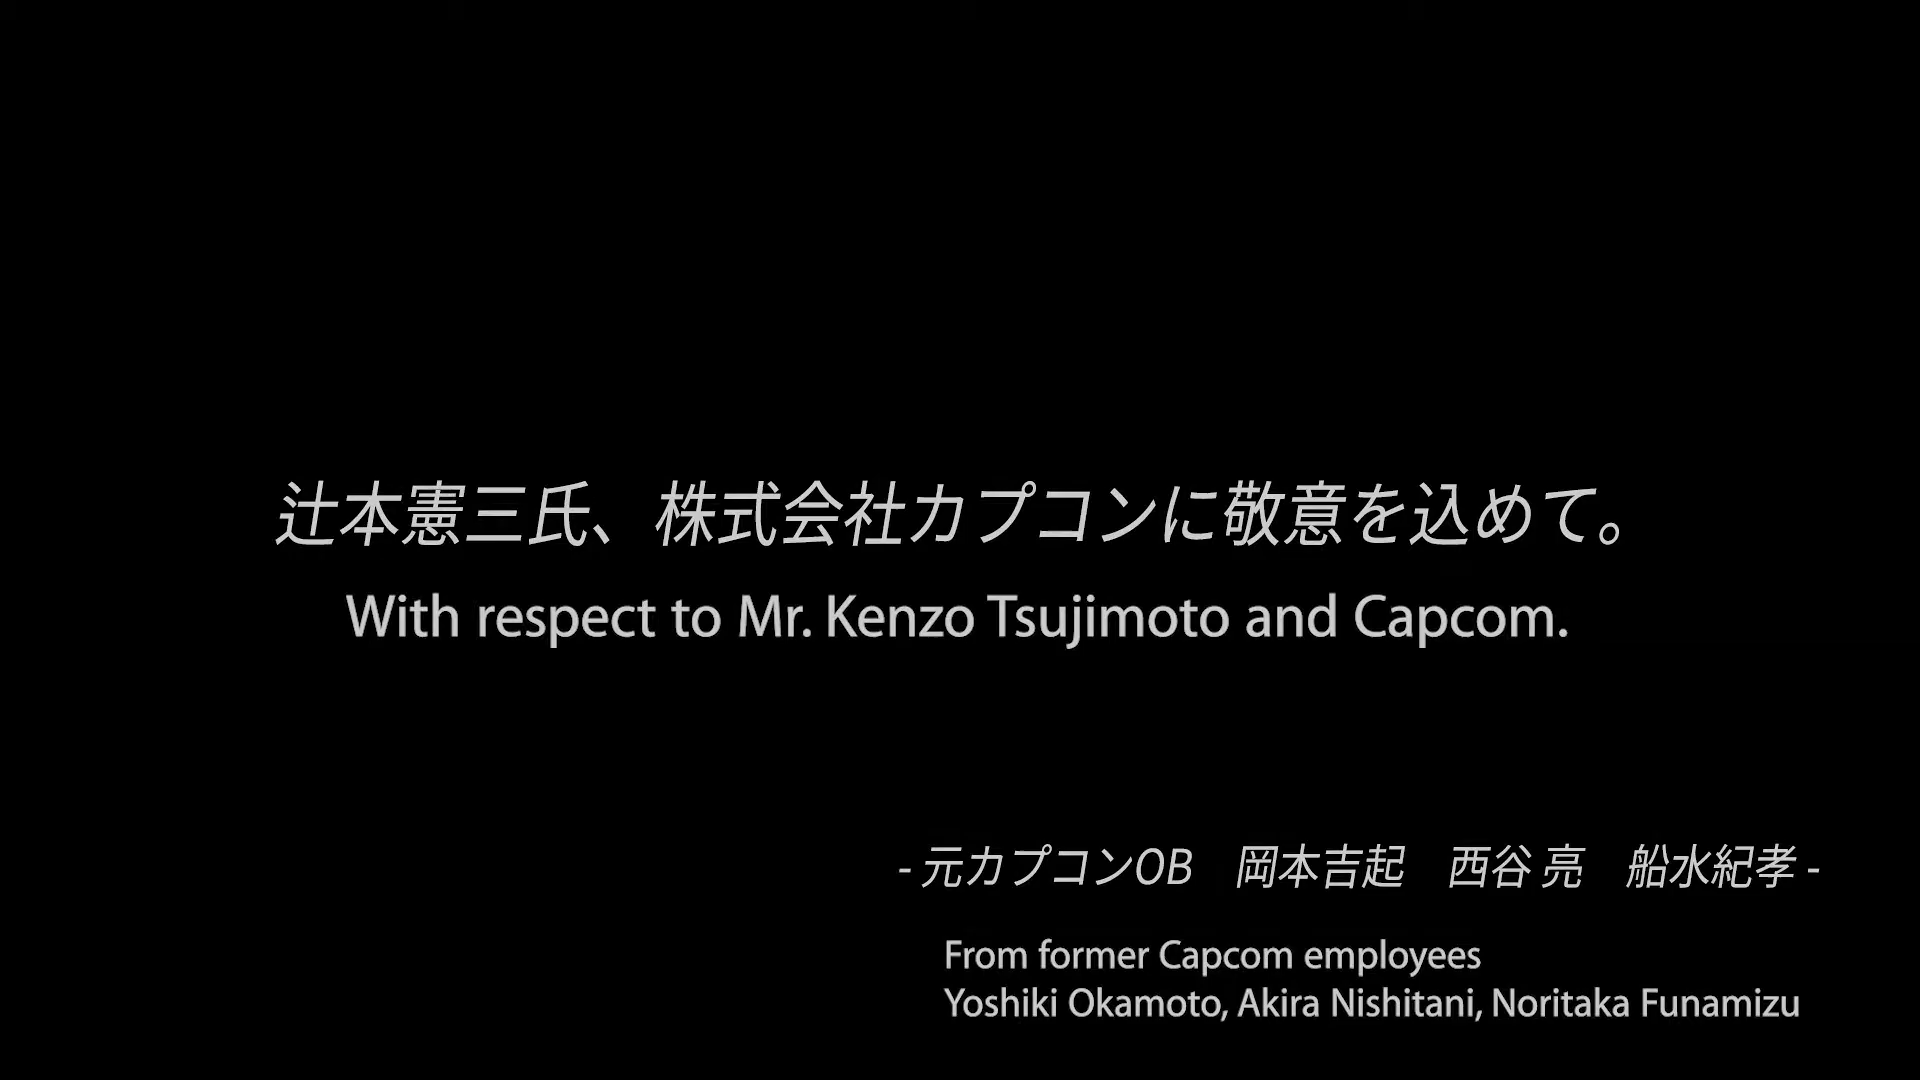 辻本憲三氏、株式会社カプコンに敬意を込めて。
With respect to Mr. Kenzo Tsujimoto and Capcom.
- 元カプコンOB　岡本吉起　西谷 亮　船水紀孝 -
From former Capcom employees
Yoshiki Okamoto, Akira Nishitani, Noritaka Funamizu